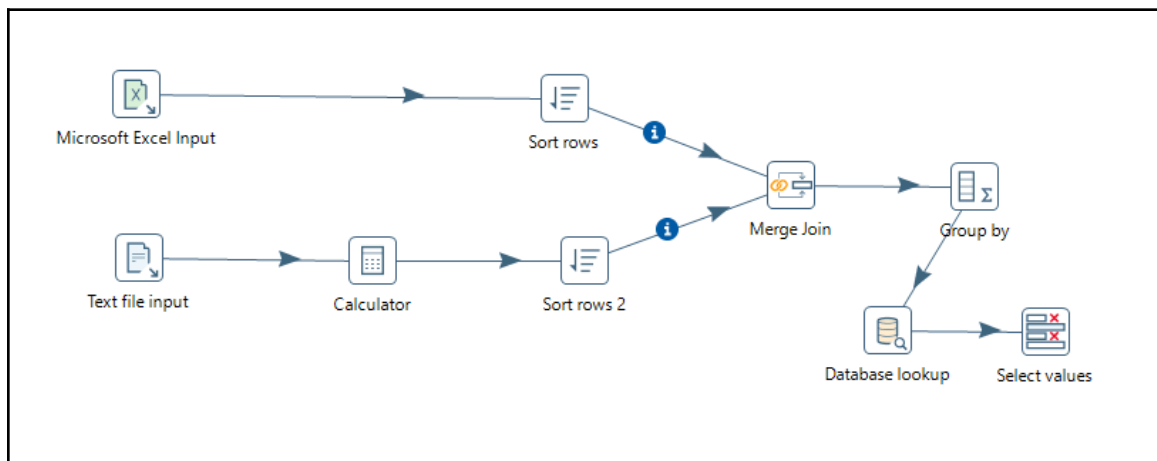 Microsoft Excel Input
Sort rows
Merge Join
Group by
Text file input
Calculator
Sort rows 2
Database lookup
Select values